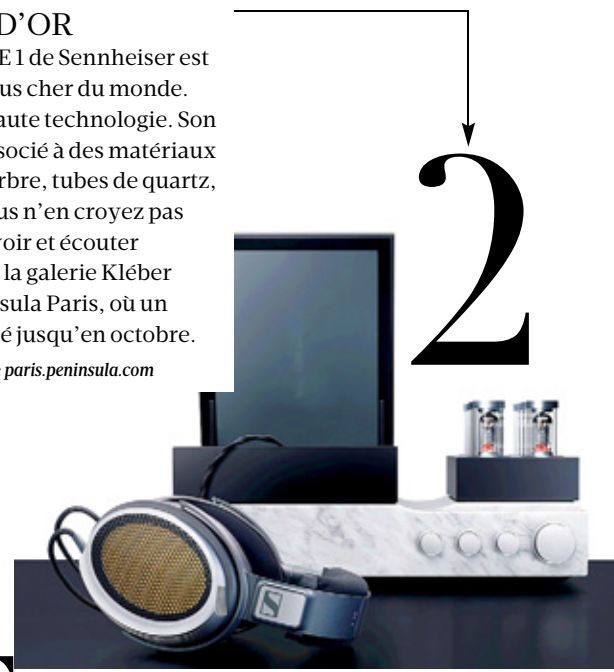 D’OR
E 1 de Sennheiser est
us cher du monde.
aute technologie. Son
socié à des matériaux
rbre, tubes de quartz,
us n’en croyez pas
voir et écouter
la galerie Kléber
sula Paris, où un
é jusqu’en octobre.
paris.peninsula.com
2